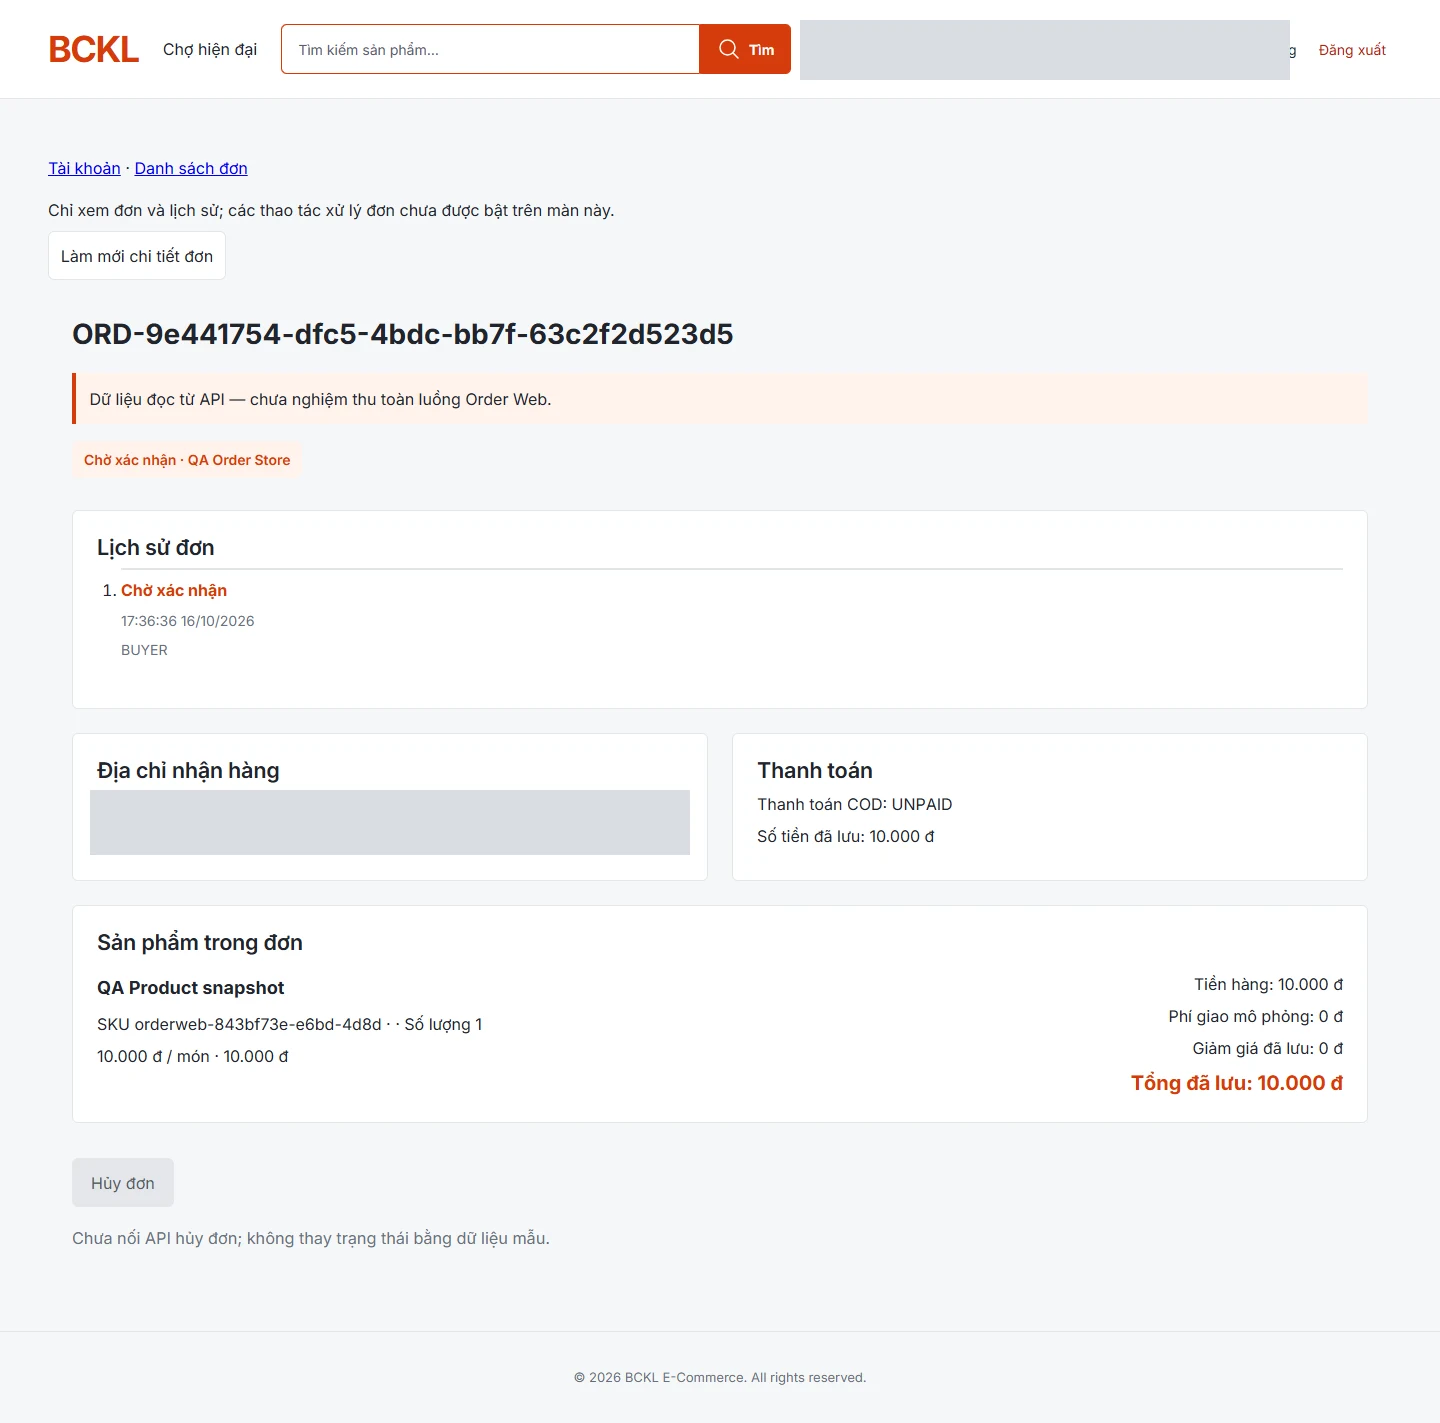 BCKL
Chợ hiện đại
Tìm kiếm sản phẩm...
Tìm
g
Đăng xuất
Tài khoản · Danh sách đơn
Chỉ xem đơn và lịch sử; các thao tác xử lý đơn chưa được bật trên màn này.
Làm mới chi tiết đơn
ORD-9e441754-dfc5-4bdc-bb7f-63c2f2d523d5
Dữ liệu đọc từ API — chưa nghiệm thu toàn luồng Order Web.
Chờ xác nhận · QA Order Store
Lịch sử đơn
1. Chờ xác nhận
17:36:36 16/10/2026
BUYER
Địa chỉ nhận hàng
Thanh toán
Thanh toán COD: UNPAID
Số tiền đã lưu: 10.000 đ
Sản phẩm trong đơn
QA Product snapshot
SKU orderweb-843bf73e-e6bd-4d8d · · Số lượng 1
10.000 đ / món · 10.000 đ
Tiền hàng: 10.000 đ
Phí giao mô phỏng: 0 đ
Giảm giá đã lưu: 0 đ
Tổng đã lưu: 10.000 đ
Hủy đơn
Chưa nối API hủy đơn; không thay trạng thái bằng dữ liệu mẫu.
© 2026 BCKL E-Commerce. All rights reserved.